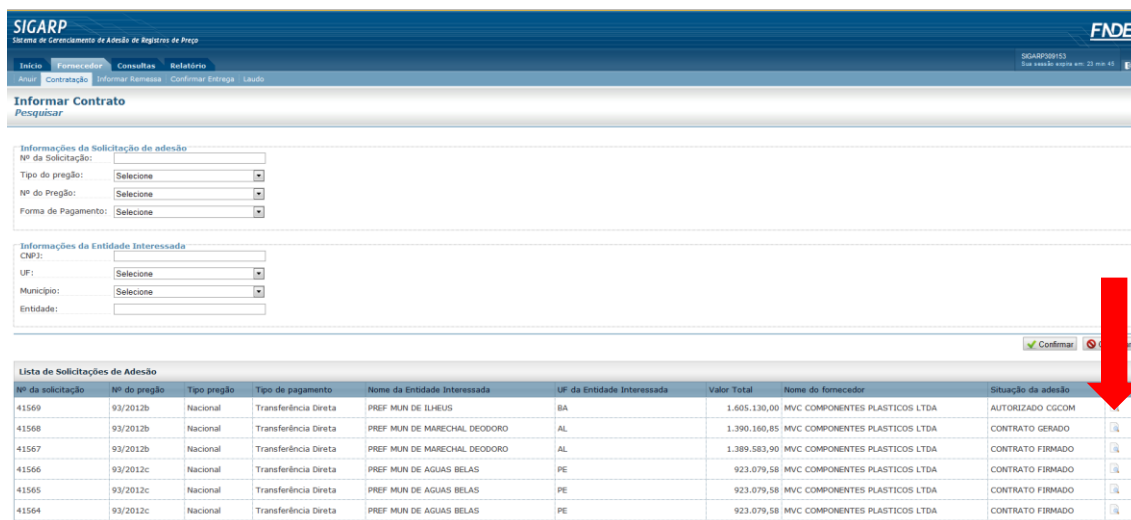 SIGARP
Sistema de Gerenciamento de Adesão de Registros de Preço
FNDE
SIGARP309153
Sua sessão expira em: 23 min 45
Início Fornecedor Consultas Relatório
Anuir Contratação Informar Remessa Confirmar Entrega Laudo
Informar Contrato
Pesquisar
Informações da Solicitação de adesão
Nº da Solicitação:
Tipo do pregão: Selecione
Nº do Pregão: Selecione
Forma de Pagamento: Selecione
Informações da Entidade Interessada
CNPJ:
UF: Selecione
Município: Selecione
Entidade:
Confirmar
Lista de Solicitações de Adesão
Nº da solicitação Nº do pregão Tipo pregão Tipo de pagamento Nome da Entidade Interessada UF da Entidade Interessada Valor Total Nome do fornecedor Situação da adesão
41569 93/2012b Nacional Transferência Direta PREF MUN DE ILHEUS BA 1.605.130,00 MVC COMPONENTES PLASTICOS LTDA AUTORIZADO CGCOM
41568 93/2012b Nacional Transferência Direta PREF MUN DE MARECHAL DEODORO AL 1.390.160,85 MVC COMPONENTES PLASTICOS LTDA CONTRATO GERADO
41567 93/2012b Nacional Transferência Direta PREF MUN DE MARECHAL DEODORO AL 1.389.583,90 MVC COMPONENTES PLASTICOS LTDA CONTRATO FIRMADO
41566 93/2012c Nacional Transferência Direta PREF MUN DE AGUAS BELAS PE 923.079,58 MVC COMPONENTES PLASTICOS LTDA CONTRATO FIRMADO
41565 93/2012c Nacional Transferência Direta PREF MUN DE AGUAS BELAS PE 923.079,58 MVC COMPONENTES PLASTICOS LTDA CONTRATO FIRMADO
41564 93/2012c Nacional Transferência Direta PREF MUN DE AGUAS BELAS PE 923.079,58 MVC COMPONENTES PLASTICOS LTDA CONTRATO FIRMADO